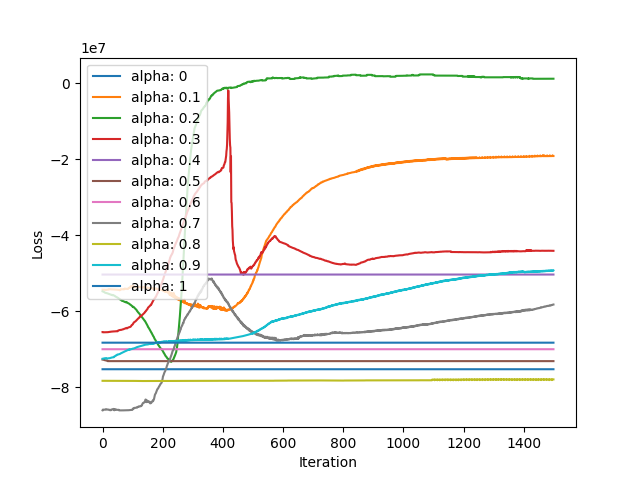 1e7
0
−2
−4
−6
−8
Loss
alpha: 0
alpha: 0.1
alpha: 0.2
alpha: 0.3
alpha: 0.4
alpha: 0.5
alpha: 0.6
alpha: 0.7
alpha: 0.8
alpha: 0.9
alpha: 1
0 200 400 600 800 1000 1200 1400
Iteration